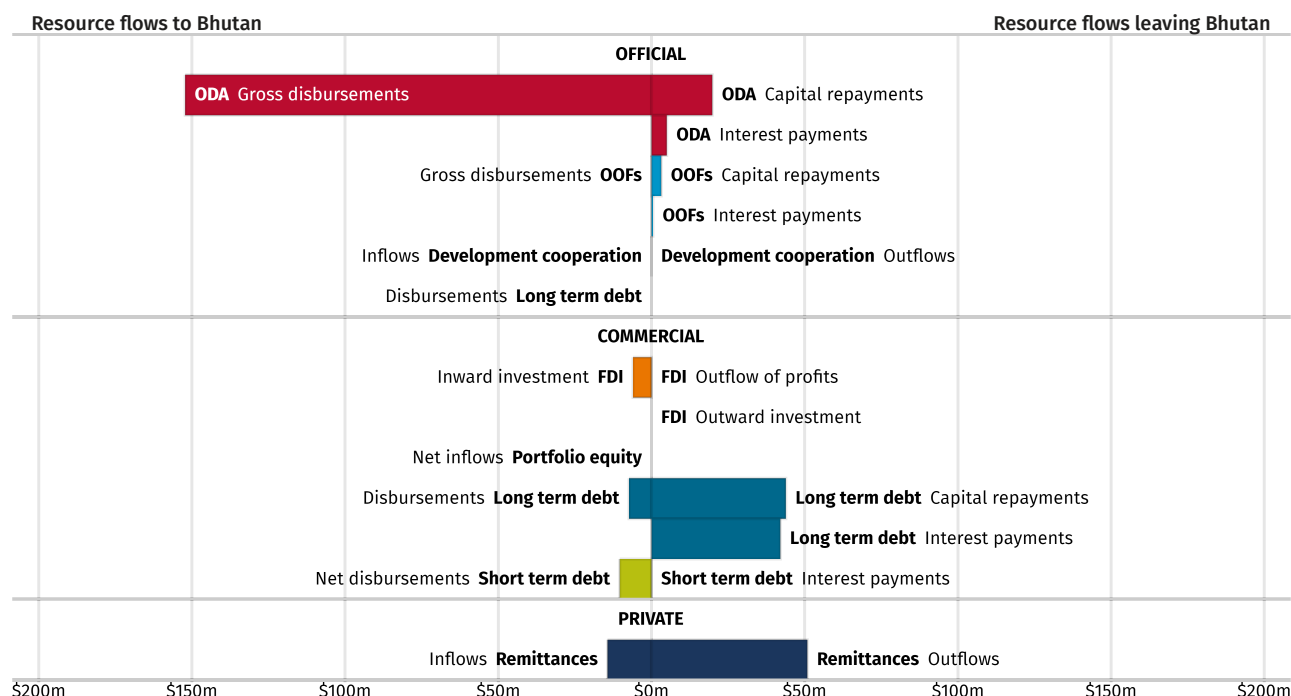 Resource flows to Bhutan Resource flows leaving Bhutan
OFFICIAL
ODA Gross disbursements ODA Capital repayments
ODA Interest payments
Gross disbursements OOFs OOFs Capital repayments
OOFs Interest payments
Inflows Development cooperation Development cooperation Outflows
Disbursements Long term debt
COMMERCIAL
Inward investment FDI FDI Outflow of profits
FDI Outward investment
Net inflows Portfolio equity
Disbursements Long term debt Long term debt Capital repayments
Long term debt Interest payments
Net disbursements Short term debt Short term debt Interest payments
PRIVATE
Inflows Remittances Remittances Outflows
$200m $150m $100m $50m $0m $50m $100m $150m $200m